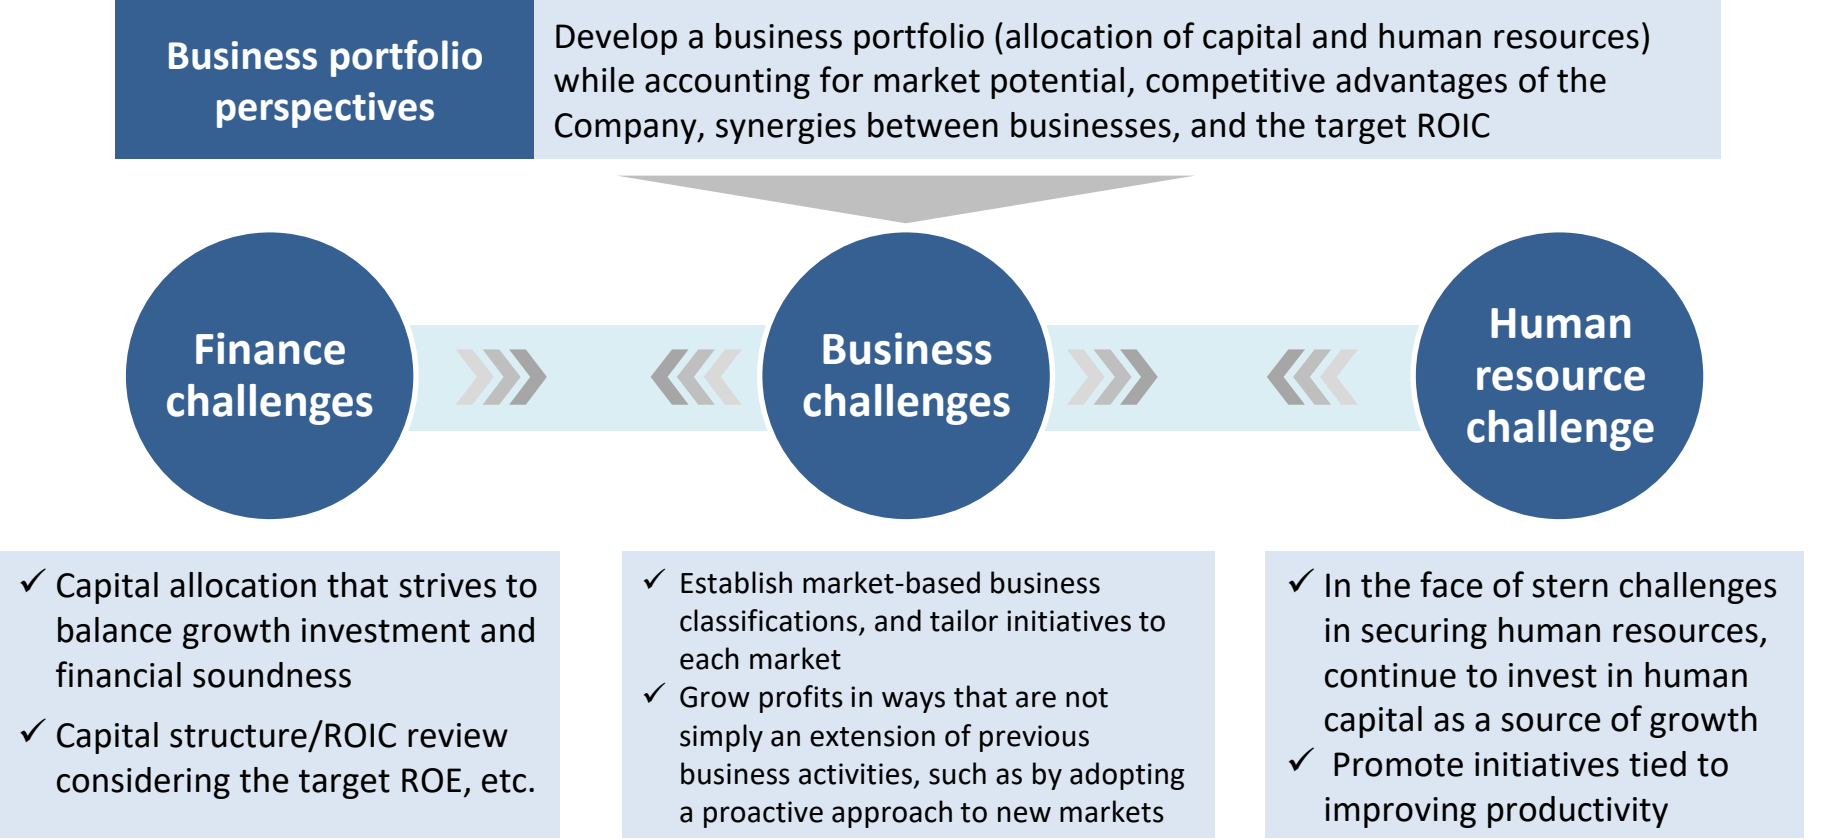 Business portfolio
perspectives
Develop a business portfolio (allocation of capital and human resources)
while accounting for market potential, competitive advantages of the
Company, synergies between businesses, and the target ROIC
Finance
challenges
Business
challenges
Human
resource
challenge
✓ Capital allocation that strives to
balance growth investment and
financial soundness
✓ Capital structure/ROIC review
considering the target ROE, etc.
✓ Establish market-based business
classifications, and tailor initiatives to
each market
✓ Grow profits in ways that are not
simply an extension of previous
business activities, such as by adopting
a proactive approach to new markets
✓ In the face of stern challenges
in securing human resources,
continue to invest in human
capital as a source of growth
✓ Promote initiatives tied to
improving productivity